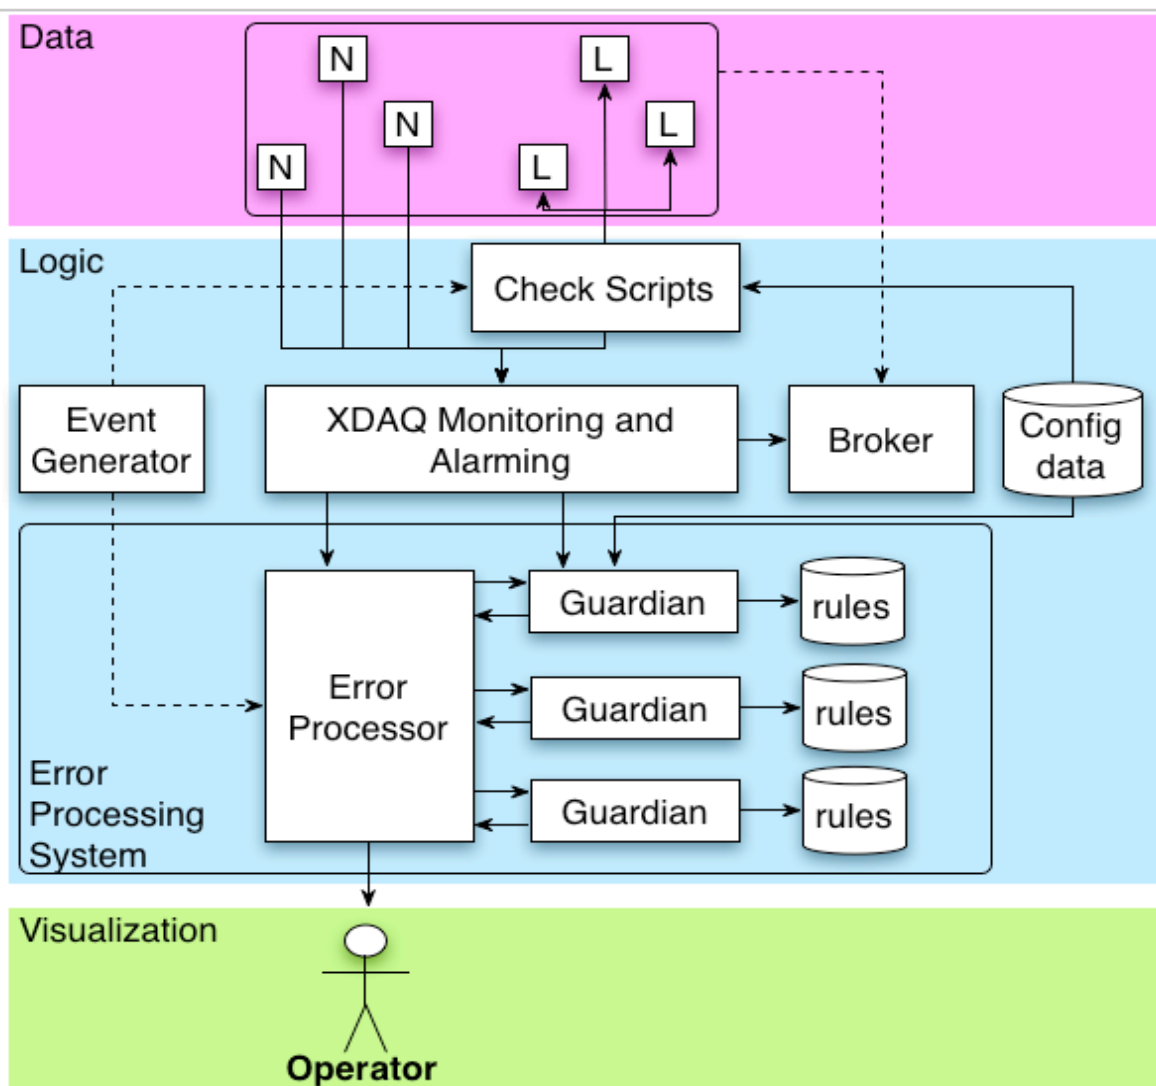 Data
N
L
N
L
N
L
Logic
Check Scripts
Event
Generator
XDAQ Monitoring and
Alarming
Broker
Config
data
Guardian
rules
Error
Processor
Guardian
rules
Guardian
rules
Error
Processing
System
Visualization
Operator